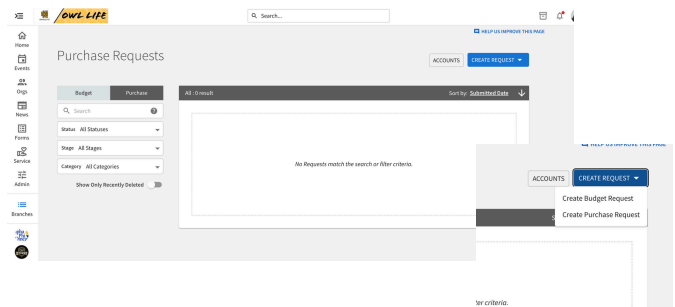 OWL LIFE
Search...
HELP US IMPROVE THIS PAGE
Home
Events
Orgs
News
Forms
Service
Admin
Branches
Purchase Requests
ACCOUNTS
CREATE REQUEST
Budget
Purchase
Search
Status All Statuses
Stage All Stages
Category All Categories
Show Only Recently Deleted
All : 0 result
Sort by: Submitted Date
No Requests match the search or filter criteria.
HELP US IMPROVE THIS PAGE
ACCOUNTS
CREATE REQUEST
Create Budget Request
Create Purchase Request
S
ter criteria.